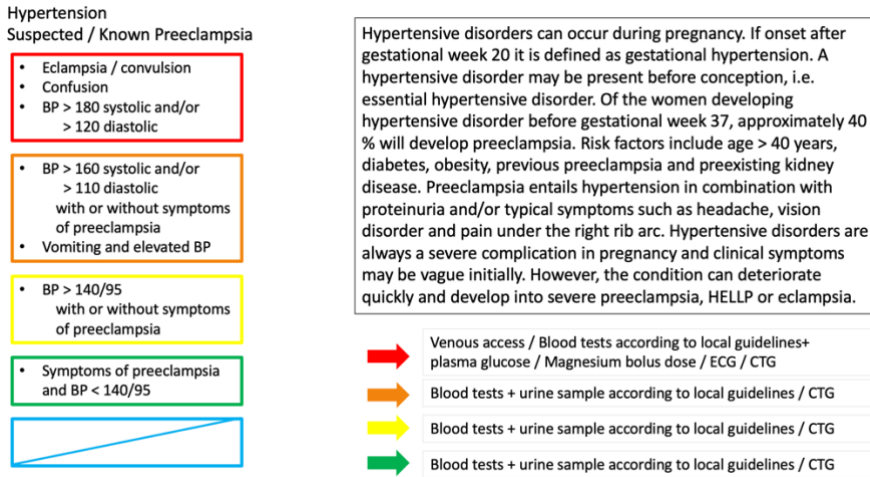 Hypertension
Suspected / Known Preeclampsia
• Eclampsia / convulsion
• Confusion
• BP > 180 systolic and/or
> 120 diastolic
• BP > 160 systolic and/or
> 110 diastolic
with or without symptoms
of preeclampsia
• Vomiting and elevated BP
• BP > 140/95
with or without symptoms
of preeclampsia
• Symptoms of preeclampsia
and BP < 140/95
Hypertensive disorders can occur during pregnancy. If onset after
gestational week 20 it is defined as gestational hypertension. A
hypertensive disorder may be present before conception, i.e.
essential hypertensive disorder. Of the women developing
hypertensive disorder before gestational week 37, approximately 40
% will develop preeclampsia. Risk factors include age > 40 years,
diabetes, obesity, previous preeclampsia and preexisting kidney
disease. Preeclampsia entails hypertension in combination with
proteinuria and/or typical symptoms such as headache, vision
disorder and pain under the right rib arc. Hypertensive disorders are
always a severe complication in pregnancy and clinical symptoms
may be vague initially. However, the condition can deteriorate
quickly and develop into severe preeclampsia, HELLP or eclampsia.
Venous access / Blood tests according to local guidelines+
plasma glucose / Magnesium bolus dose / ECG / CTG
Blood tests + urine sample according to local guidelines / CTG
Blood tests + urine sample according to local guidelines / CTG
Blood tests + urine sample according to local guidelines / CTG